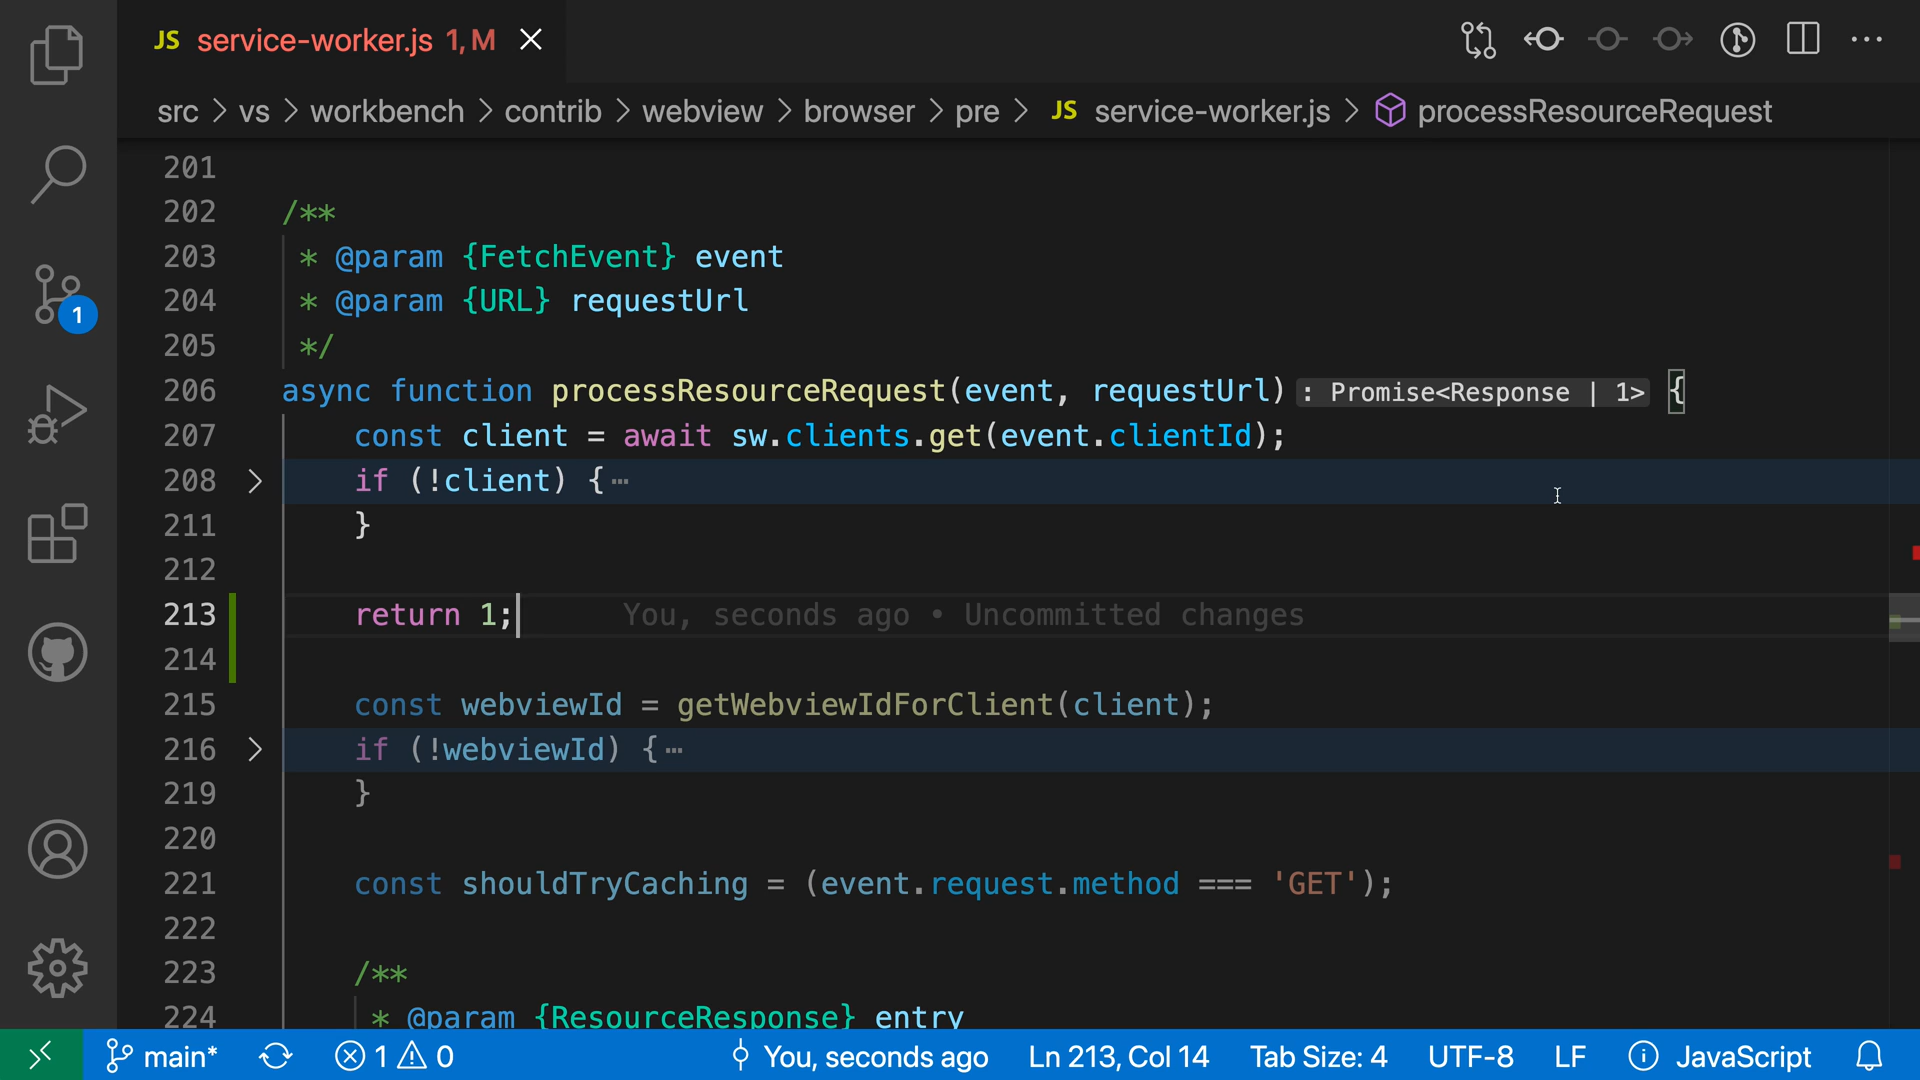 JS service-worker.js 1, M
src > vs > workbench > contrib > webview > browser > pre > JS service-worker.js > processResourceRequest
201
202 /**
203 * @param {FetchEvent} event
204 * @param {URL} requestUrl
205 */
206 async function processResourceRequest(event, requestUrl) : Promise<Response | 1> {
207 const client = await sw.clients.get(event.clientId);
208 if (!client) {⋯
211 }
212
213 return 1; You, seconds ago • Uncommitted changes
214
215 const webviewId = getWebviewIdForClient(client);
216 if (!webviewId) {⋯
219 }
220
221 const shouldTryCaching = (event.request.method === 'GET');
222
223 /**
224 * @param {ResourceResponse} entry
1
main* 1 0 You, seconds ago Ln 213, Col 14 Tab Size: 4 UTF-8 LF JavaScript